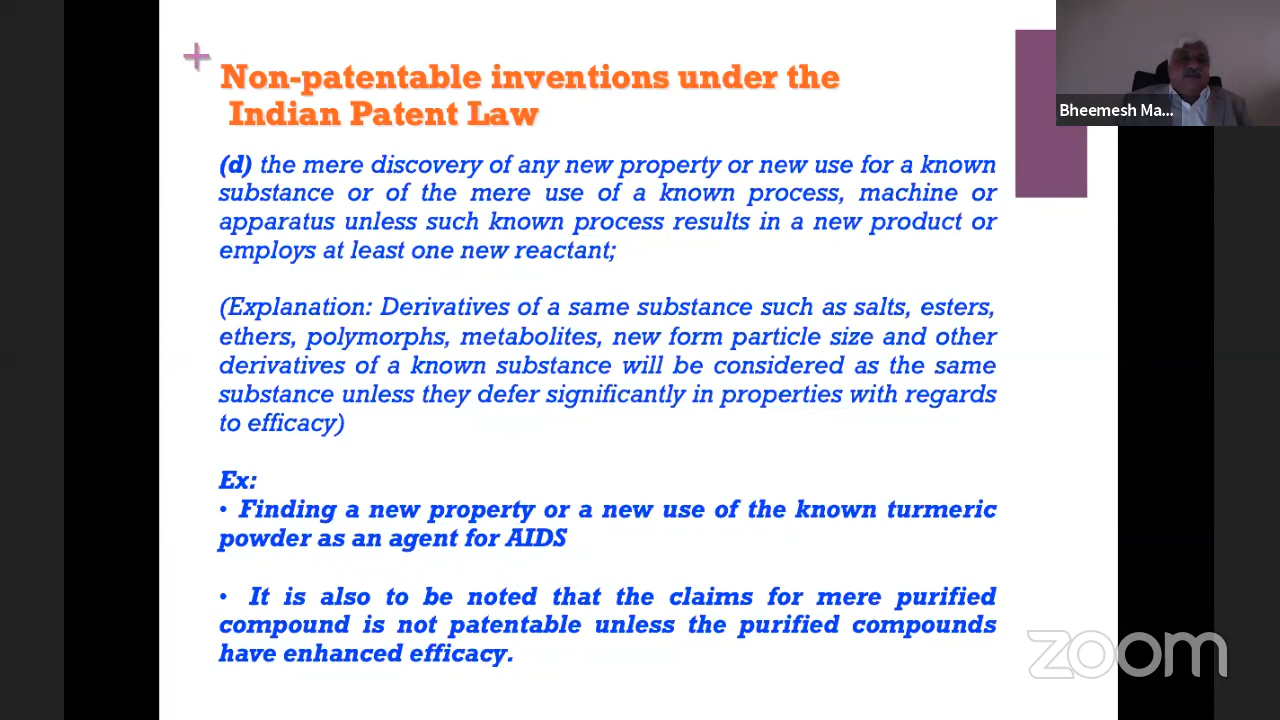 Non-patentable inventions under the
Indian Patent Law
(d) the mere discovery of any new property or new use for a known
substance or of the mere use of a known process, machine or
apparatus unless such known process results in a new product or
employs at least one new reactant;
(Explanation: Derivatives of a same substance such as salts, esters,
ethers, polymorphs, metabolites, new form particle size and other
derivatives of a known substance will be considered as the same
substance unless they defer significantly in properties with regards
to efficacy)
Ex:
• Finding a new property or a new use of the known turmeric
powder as an agent for AIDS
• It is also to be noted that the claims for mere purified
compound is not patentable unless the purified compounds
have enhanced efficacy.
Bheemesh Ma...
zoom